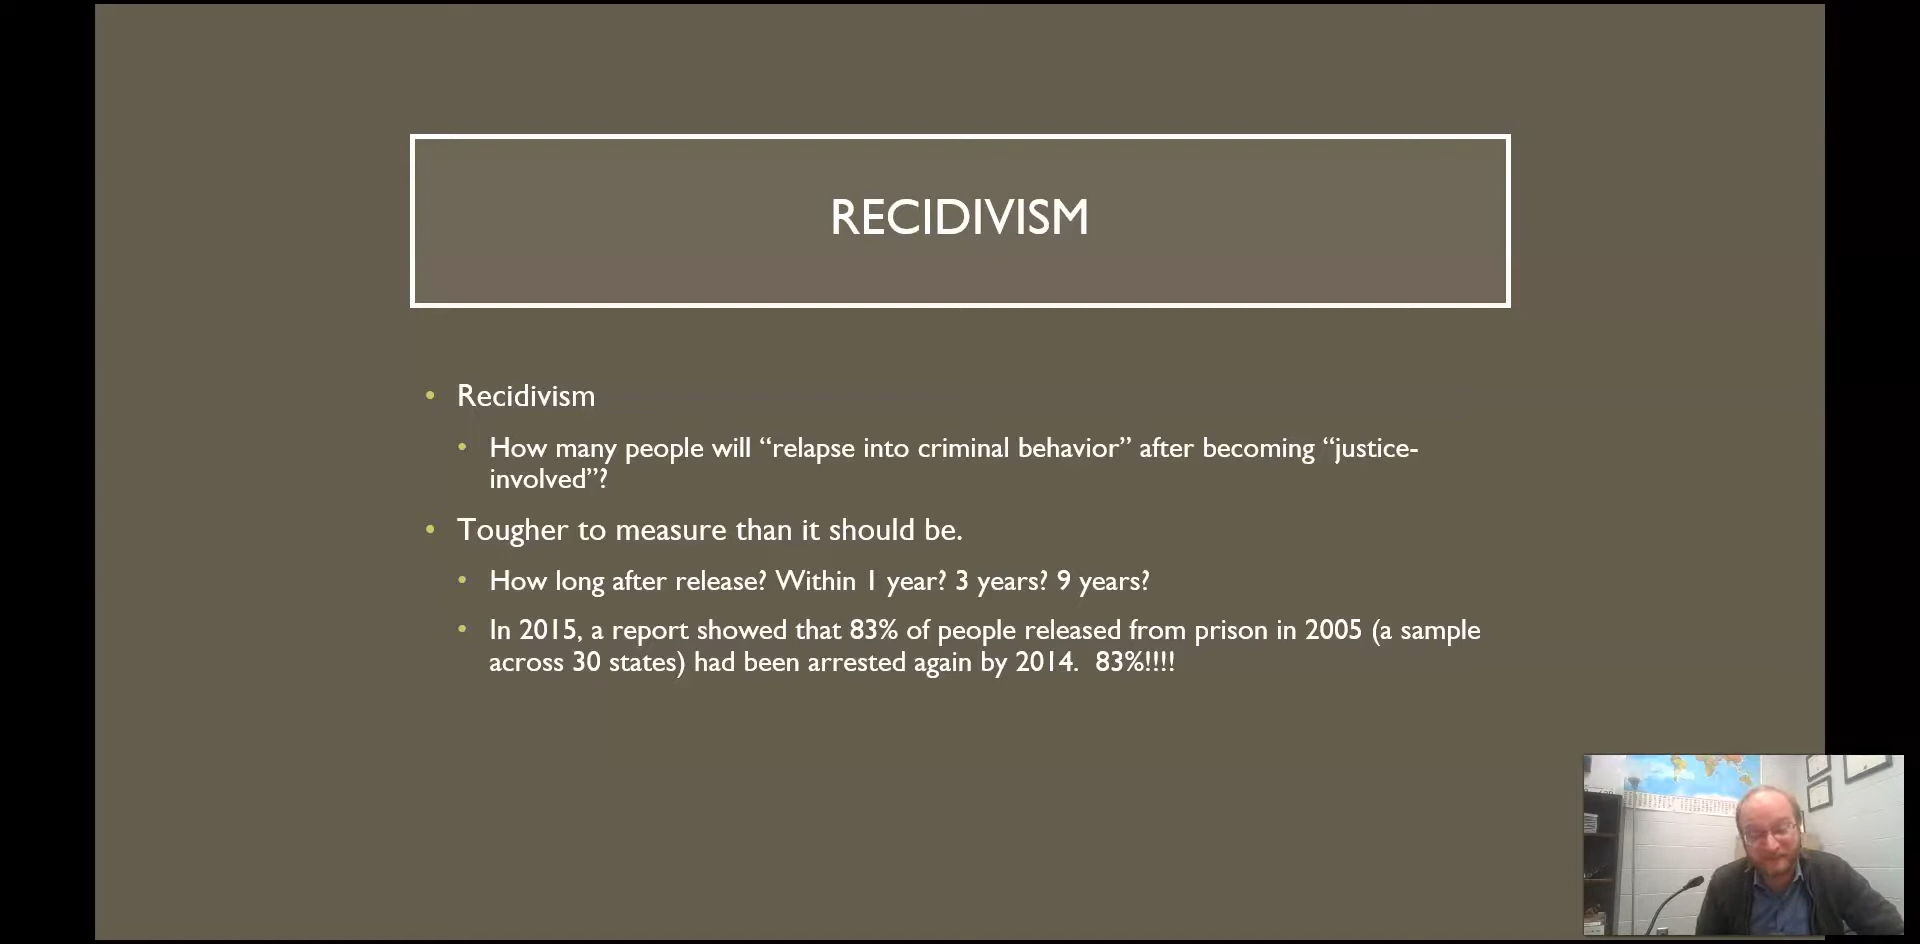 RECIDIVISM
• Recidivism
• How many people will “relapse into criminal behavior” after becoming “justice-
involved”?
• Tougher to measure than it should be.
• How long after release? Within 1 year? 3 years? 9 years?
• In 2015, a report showed that 83% of people released from prison in 2005 (a sample
across 30 states) had been arrested again by 2014.  83%!!!!